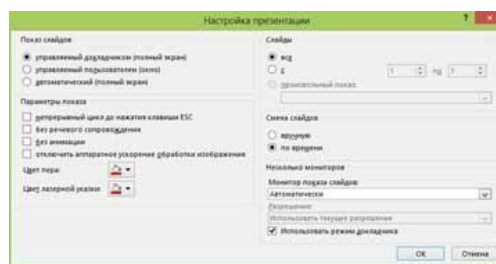 Настройка презентации
? x
Показ слайдов
управляемый докладчиком (полный экран)
управляемый пользователем (окно)
автоматический (полный экран)
Параметры показа
непрерывный цикл до нажатия клавиши ESC
без речевого сопровождения
без анимации
отключить аппаратное ускорение обработки изображения
Цвет пера:
Цвет лазерной указки:
Слайды
все
с 1 по 1
произвольный показ:
Смена слайдов
вручную
по времени
Несколько мониторов
Монитор показа слайдов:
Автоматически
Разрешение:
Использовать текущее разрешение
Использовать режим докладчика
ОК Отмена